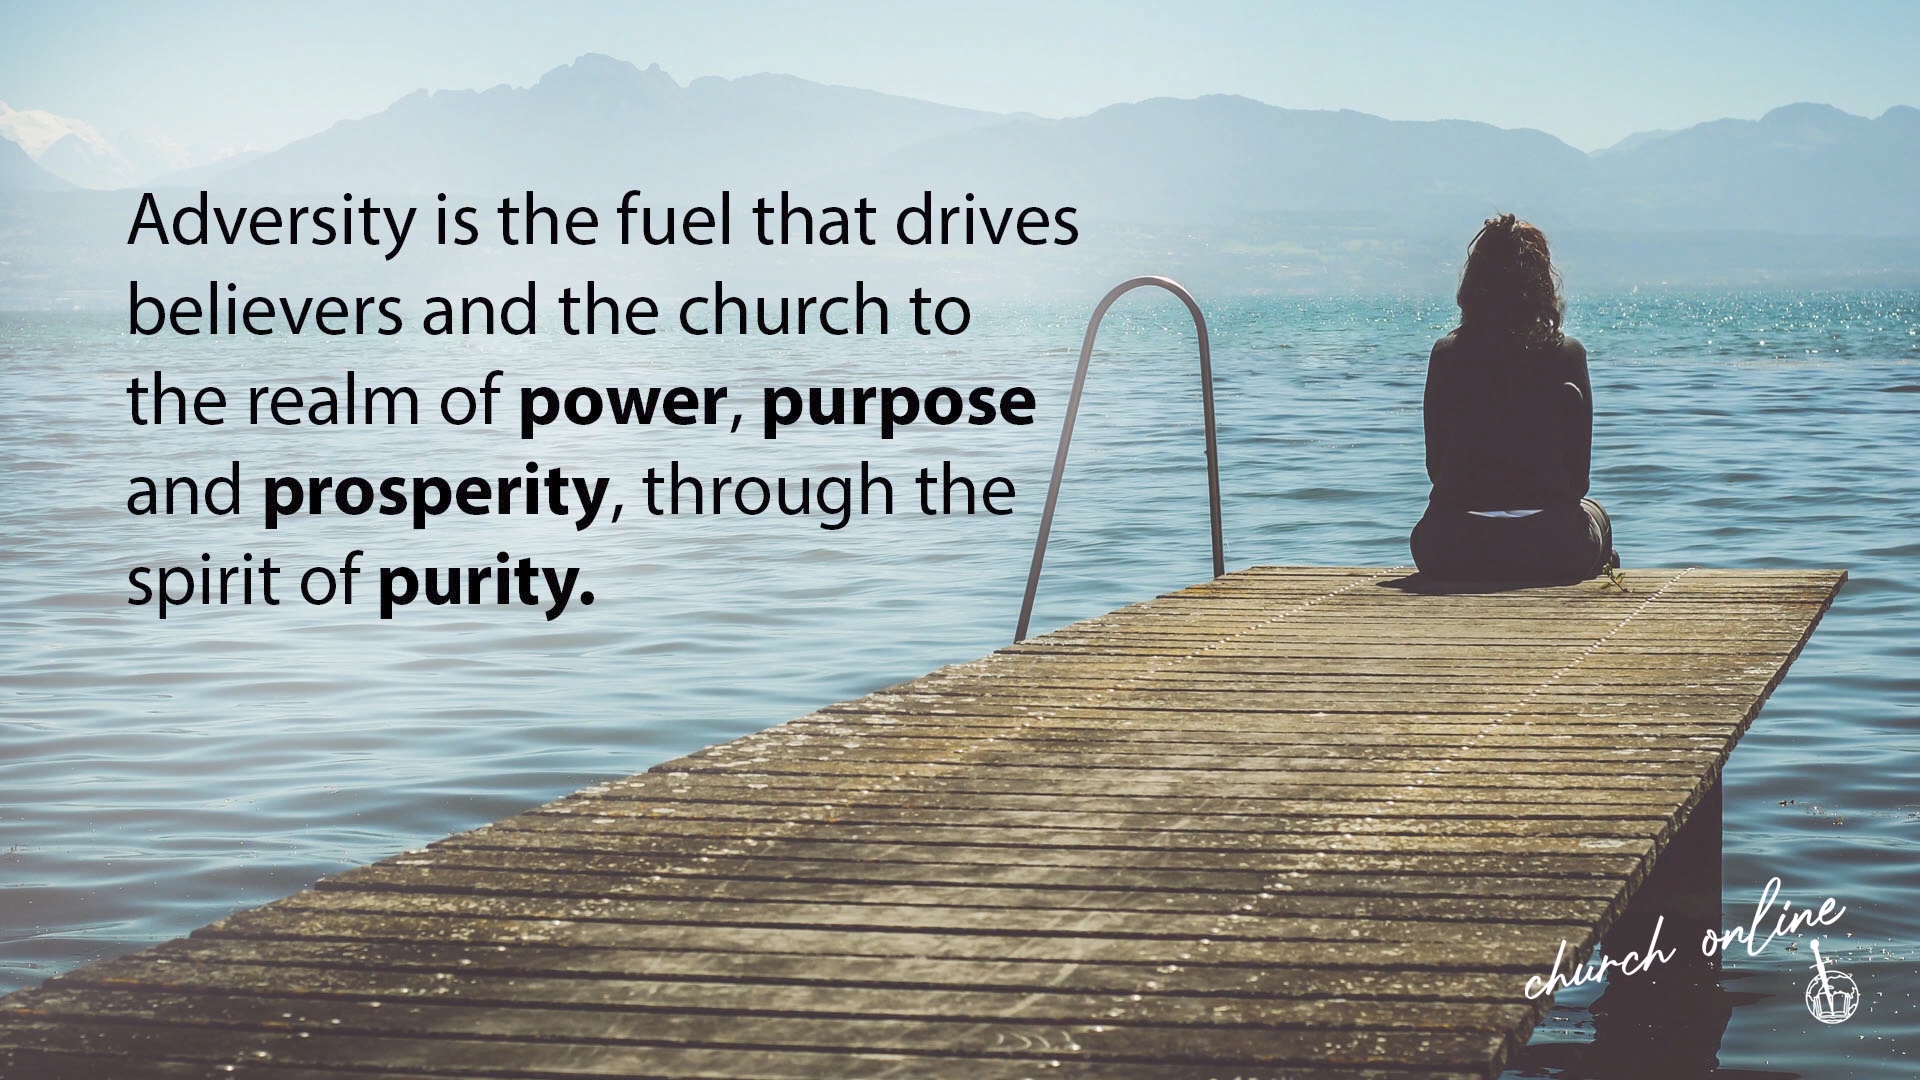 Adversity is the fuel that drives
believers and the church to
the realm of power, purpose
and prosperity, through the
spirit of purity.
church online